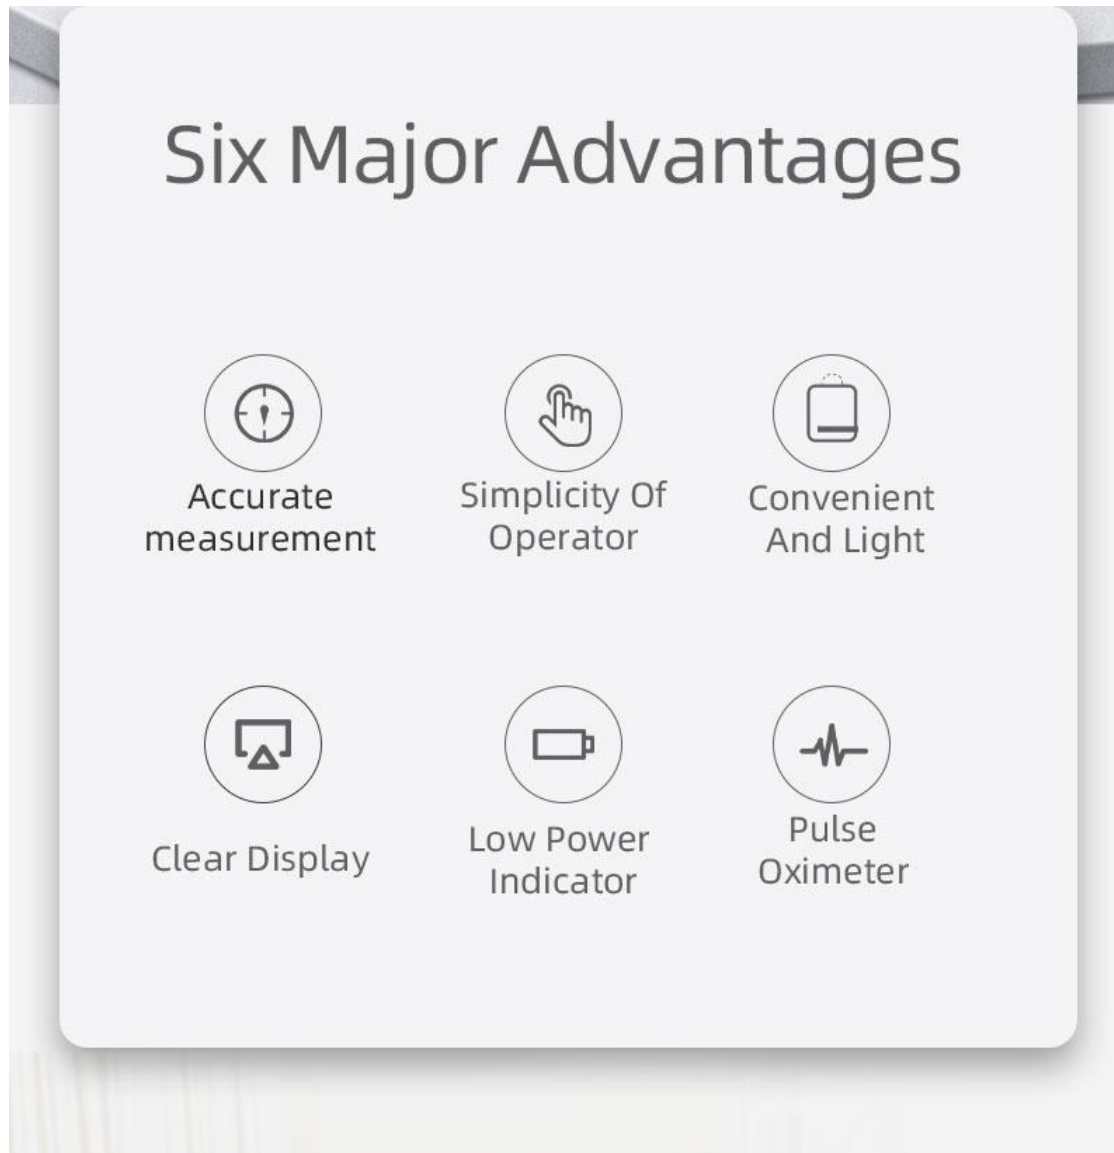 Six Major Advantages
Accurate
measurement
Simplicity Of
Operator
Convenient
And Light
Clear Display
Low Power
Indicator
Pulse
Oximeter